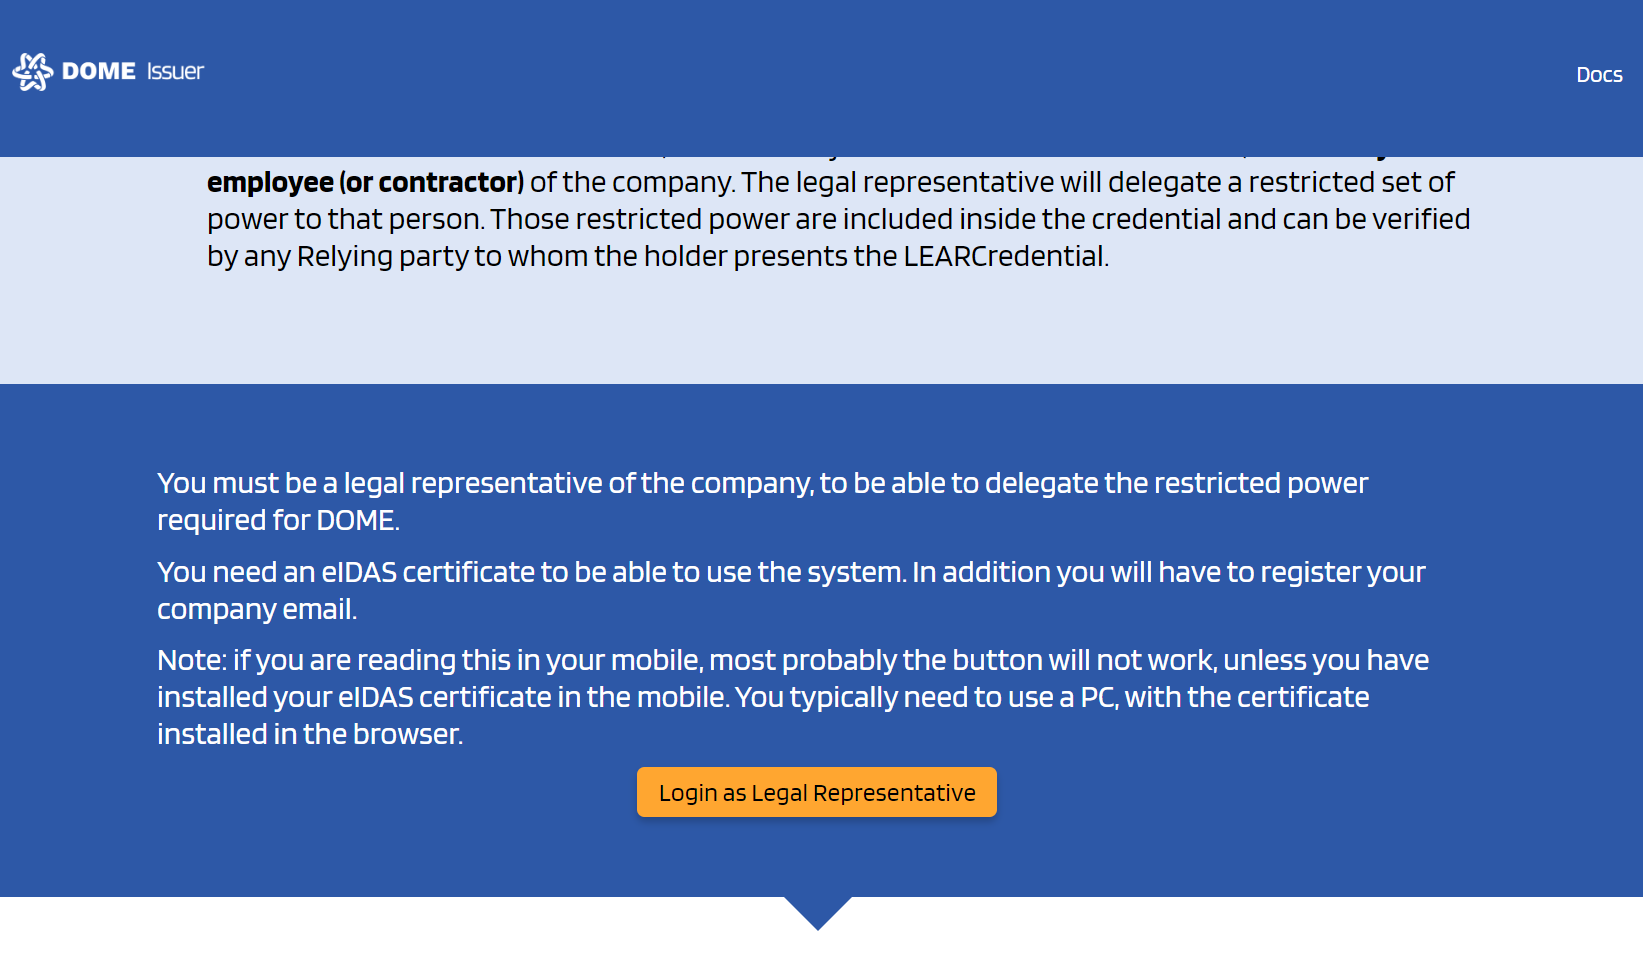 DOME Issuer
Docs
employee (or contractor) of the company. The legal representative will delegate a restricted set of
power to that person. Those restricted power are included inside the credential and can be verified
by any Relying party to whom the holder presents the LEARCredential.
You must be a legal representative of the company, to be able to delegate the restricted power
required for DOME.
You need an eIDAS certificate to be able to use the system. In addition you will have to register your
company email.
Note: if you are reading this in your mobile, most probably the button will not work, unless you have
installed your eIDAS certificate in the mobile. You typically need to use a PC, with the certificate
installed in the browser.
Login as Legal Representative